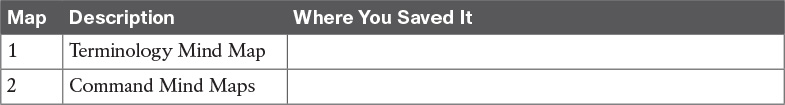 Map Description Where You Saved It
1 Terminology Mind Map
2 Command Mind Maps